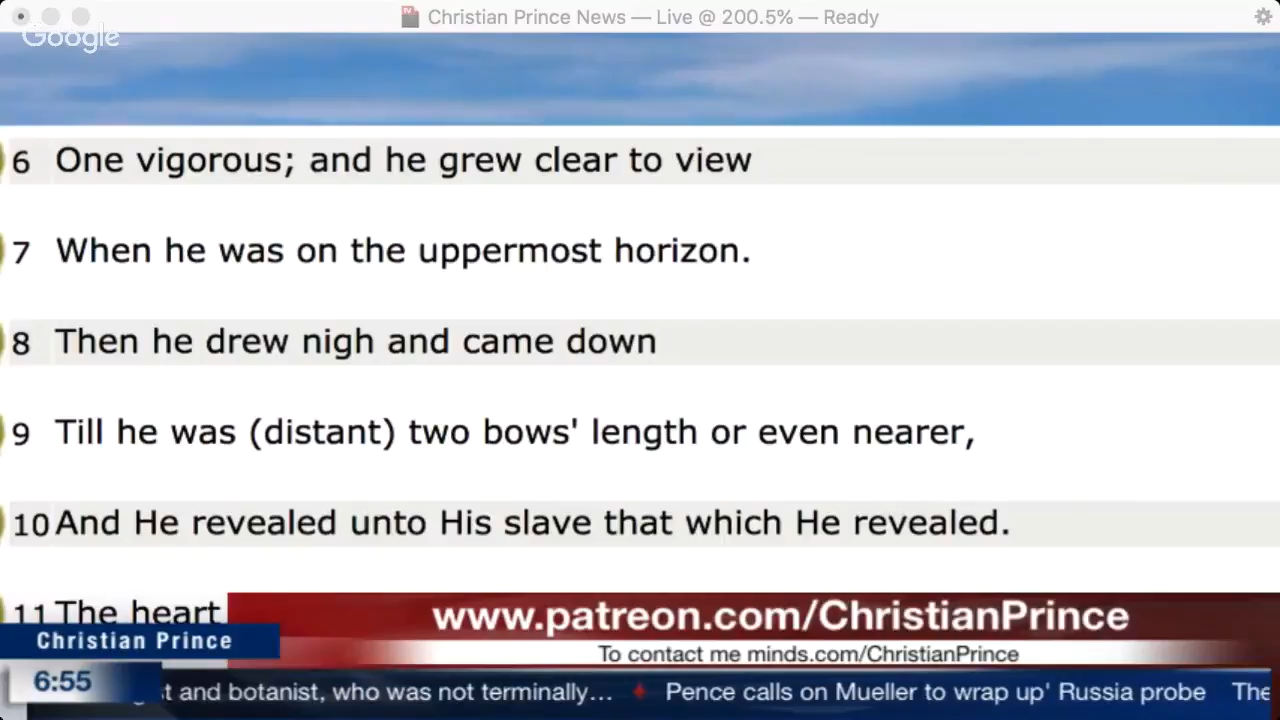 Christian Prince News — Live @ 200.5% — Ready
Google
6 One vigorous; and he grew clear to view
7 When he was on the uppermost horizon.
8 Then he drew nigh and came down
9 Till he was (distant) two bows' length or even nearer,
10 And He revealed unto His slave that which He revealed.
11 The heart
www.patreon.com/ChristianPrince
Christian Prince
To contact me minds.com/ChristianPrince
6:55
and botanist, who was not terminally... Pence calls on Mueller to wrap up' Russia probe The